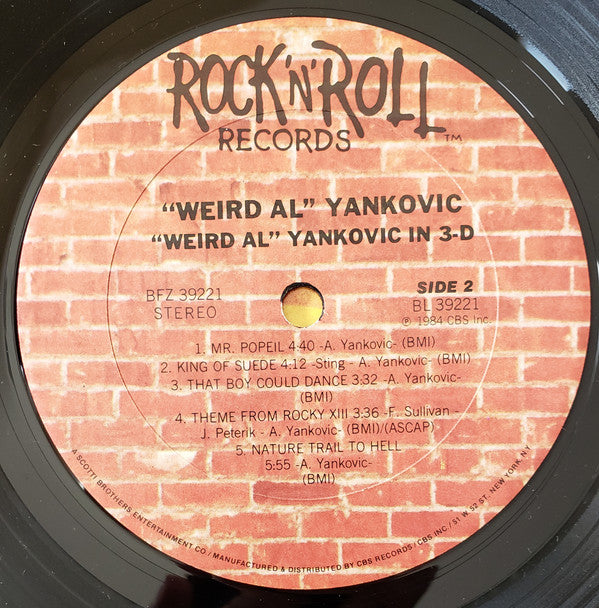 ROCK'N'ROLL
RECORDS ™
"WEIRD AL" YANKOVIC
"WEIRD AL" YANKOVIC IN 3-D
BFZ 39221
STEREO
SIDE 2
BL 39221
℗ 1984 CBS Inc.
1. MR. POPEIL 4:40 -A. Yankovic- (BMI)
2. KING OF SUEDE 4:12 -Sting - A. Yankovic- (BMI)
3. THAT BOY COULD DANCE 3:32 -A. Yankovic-
(BMI)
4. THEME FROM ROCKY XIII 3:36 -F. Sullivan -
J. Peterik - A. Yankovic- (BMI)/(ASCAP)
5. NATURE TRAIL TO HELL
5:55 -A. Yankovic-
(BMI)
A SCOTTI BROTHERS ENTERTAINMENT CO./MANUFACTURED & DISTRIBUTED BY CBS RECORDS/CBS INC./51 W. 52 ST., NEW YORK, N.Y.